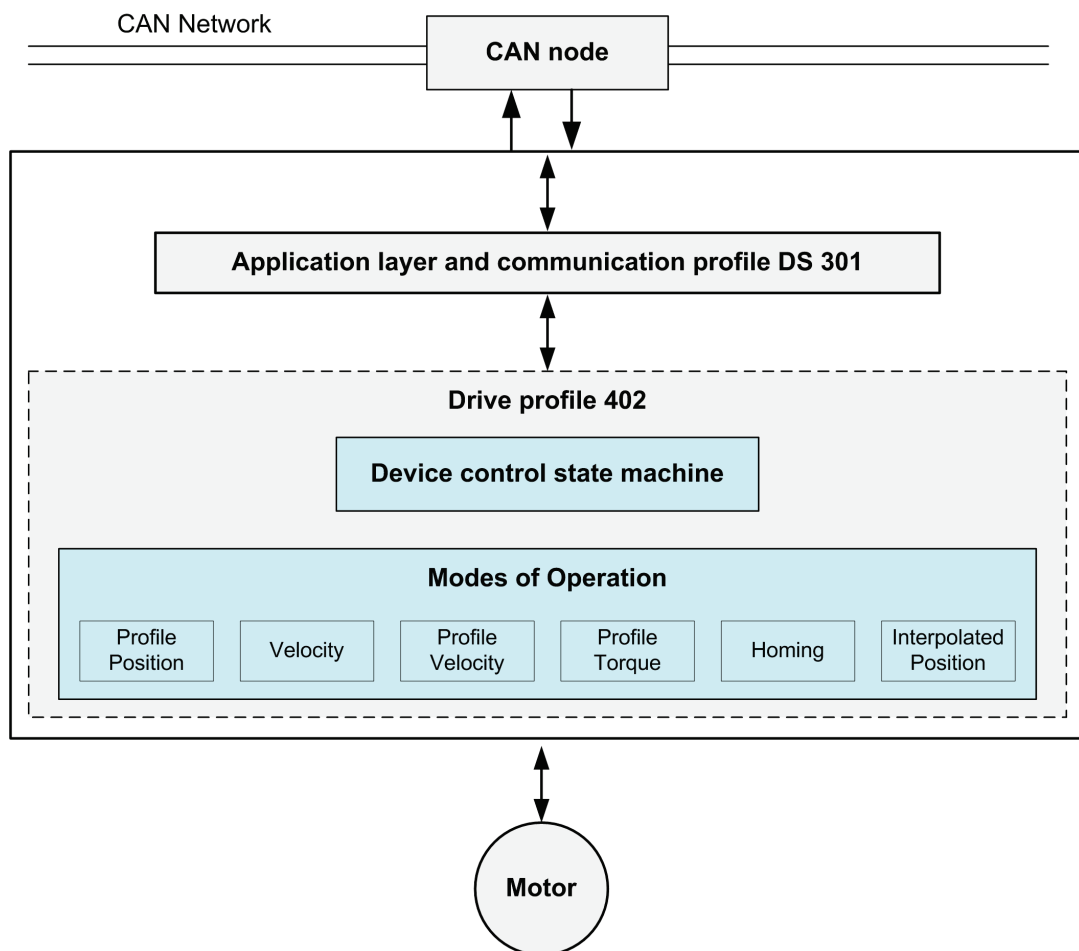 CAN Network
CAN node
Application layer and communication profile DS 301
Drive profile 402
Device control state machine
Modes of Operation
Profile
Position
Velocity
Profile
Velocity
Profile
Torque
Homing
Interpolated
Position
Motor